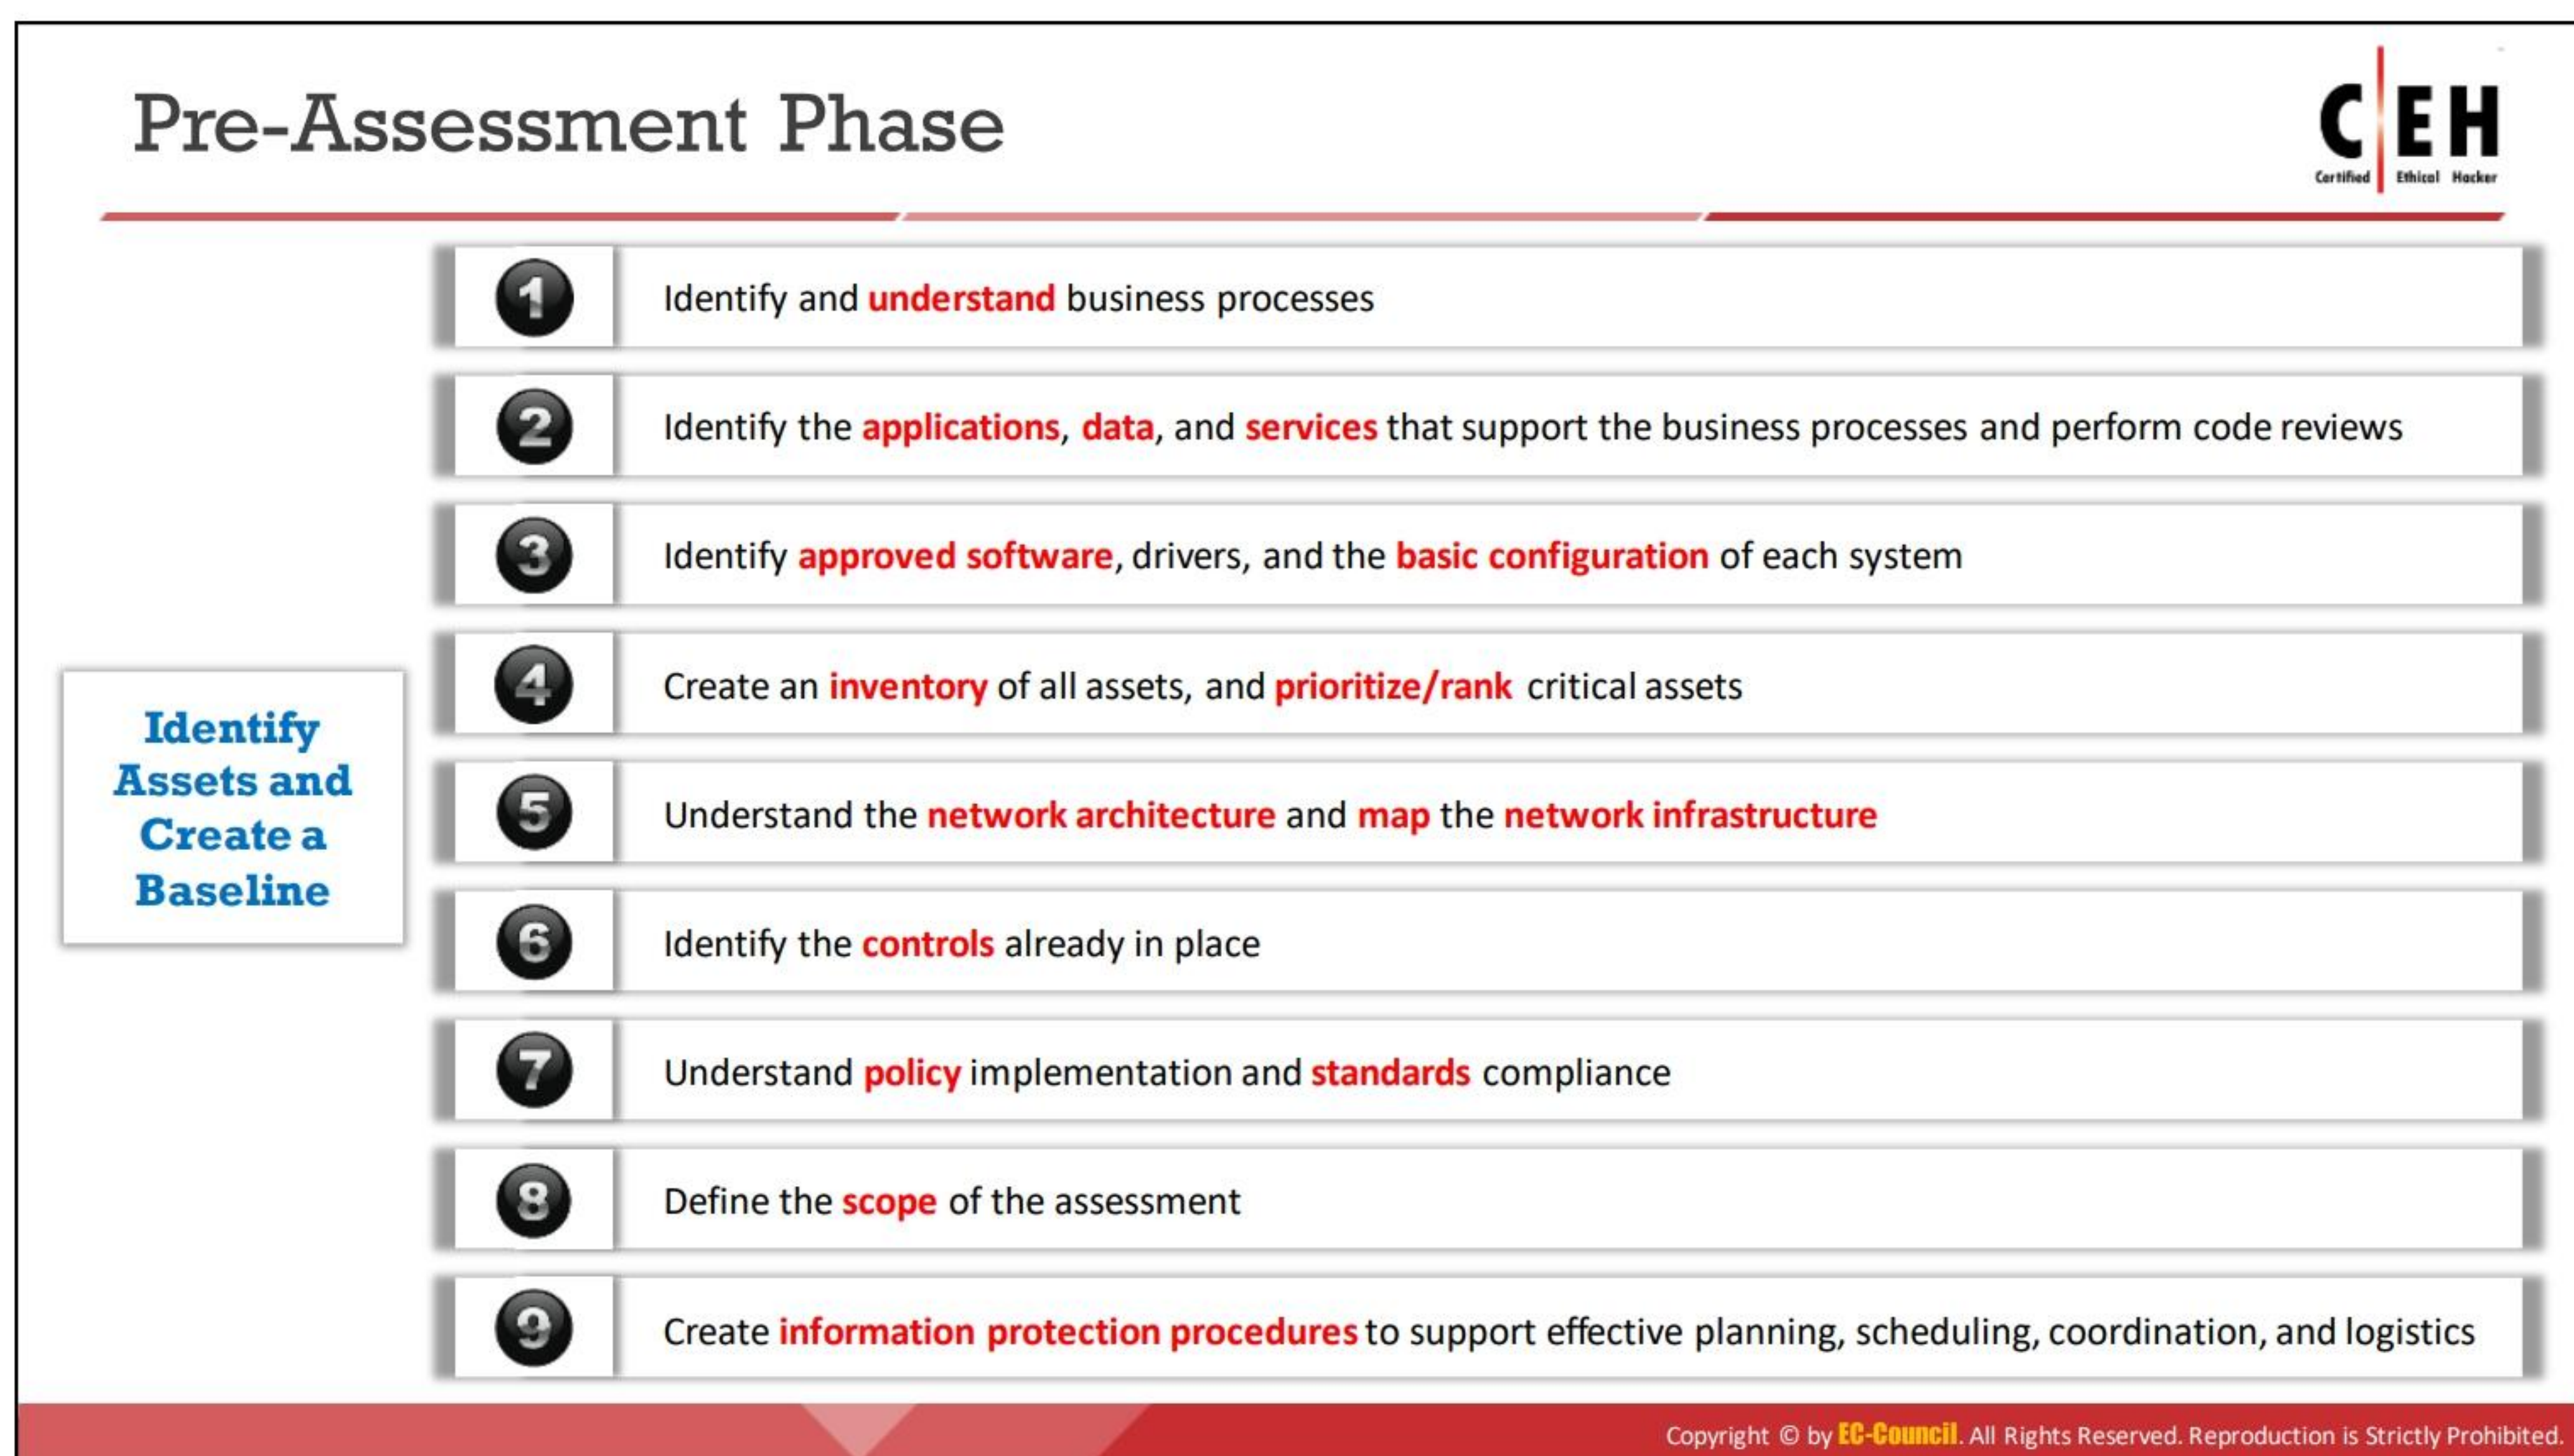 Pre-Assessment Phase
C|EH
Certified Ethical Hacker
1 Identify and understand business processes
2 Identify the applications, data, and services that support the business processes and perform code reviews
3 Identify approved software, drivers, and the basic configuration of each system
4 Create an inventory of all assets, and prioritize/rank critical assets
Identify
Assets and
Create a
Baseline
5 Understand the network architecture and map the network infrastructure
6 Identify the controls already in place
7 Understand policy implementation and standards compliance
8 Define the scope of the assessment
9 Create information protection procedures to support effective planning, scheduling, coordination, and logistics
Copyright © by EC-Council. All Rights Reserved. Reproduction is Strictly Prohibited.